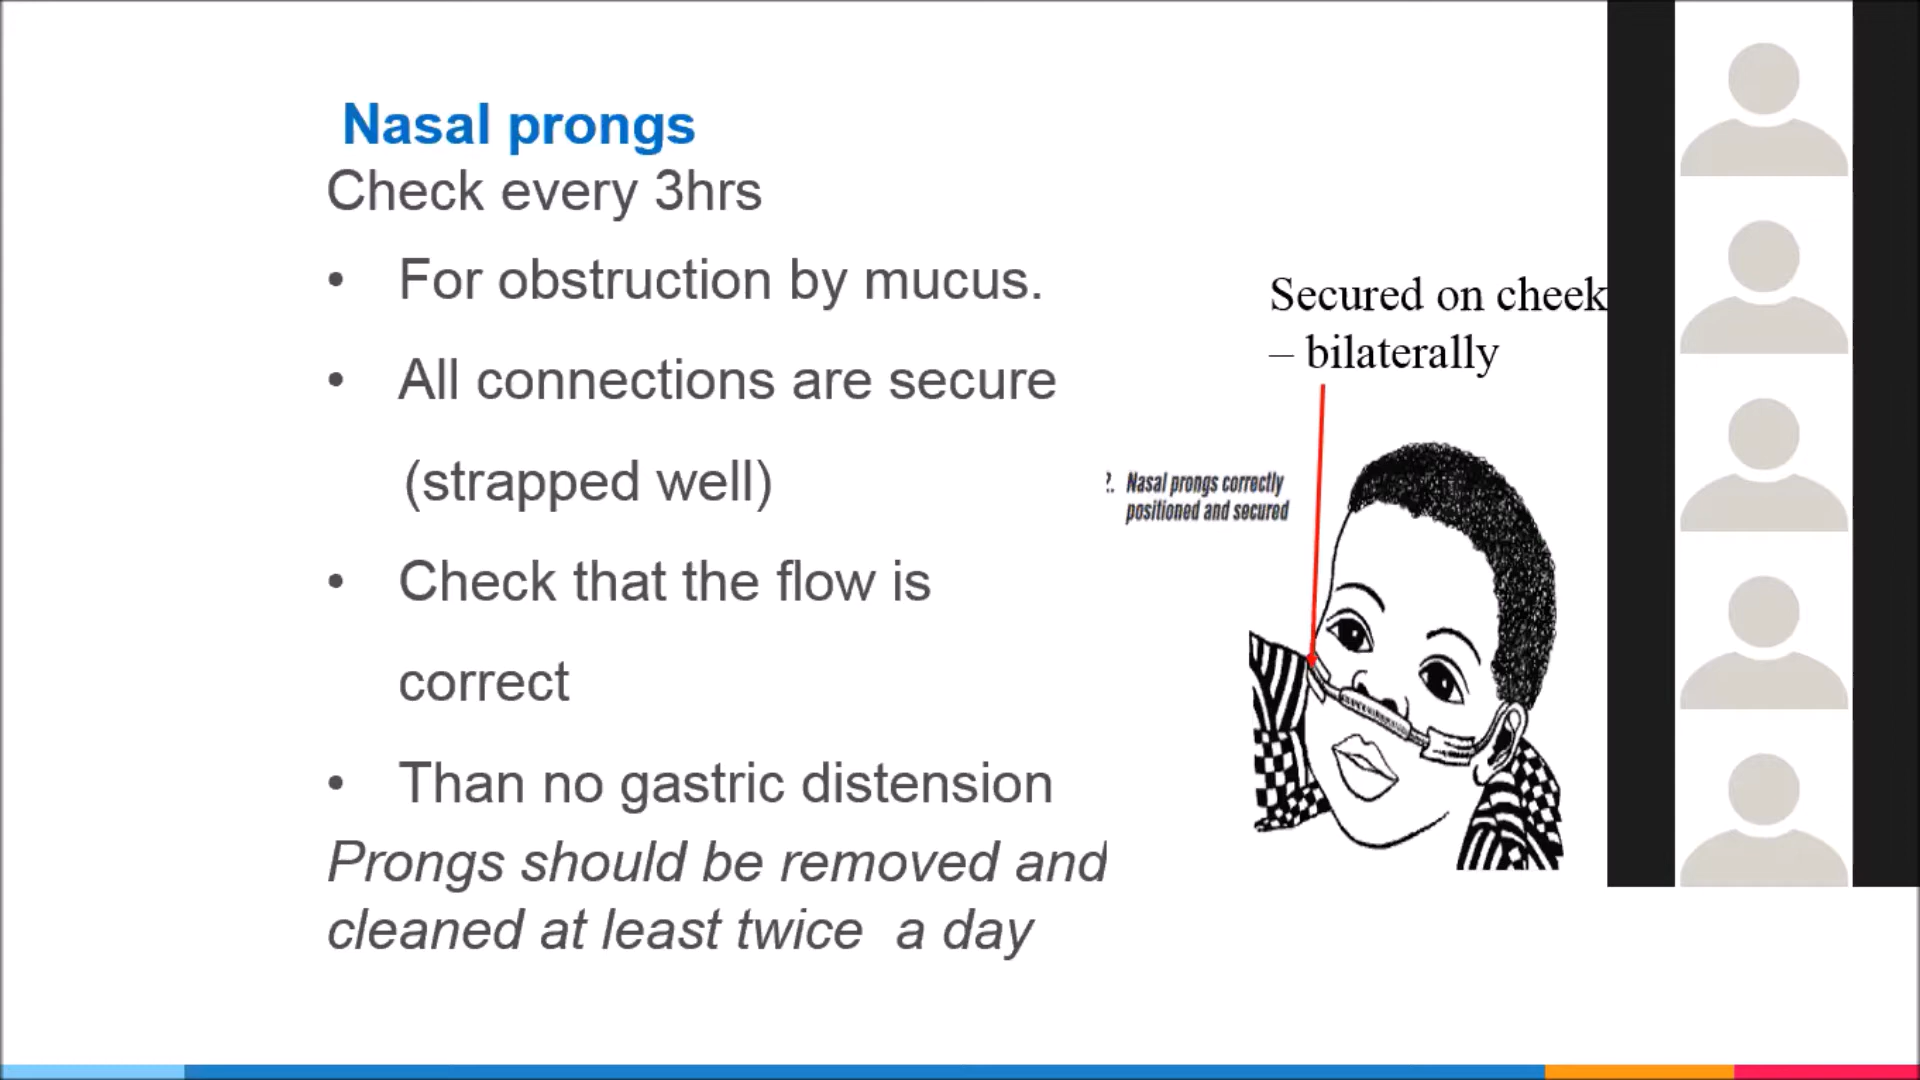 Nasal prongs
Check every 3hrs
• For obstruction by mucus.
• All connections are secure
(strapped well)
• Check that the flow is
correct
• Than no gastric distension
Prongs should be removed and
cleaned at least twice a day
Secured on cheek
– bilaterally
2. Nasal prongs correctly
positioned and secured